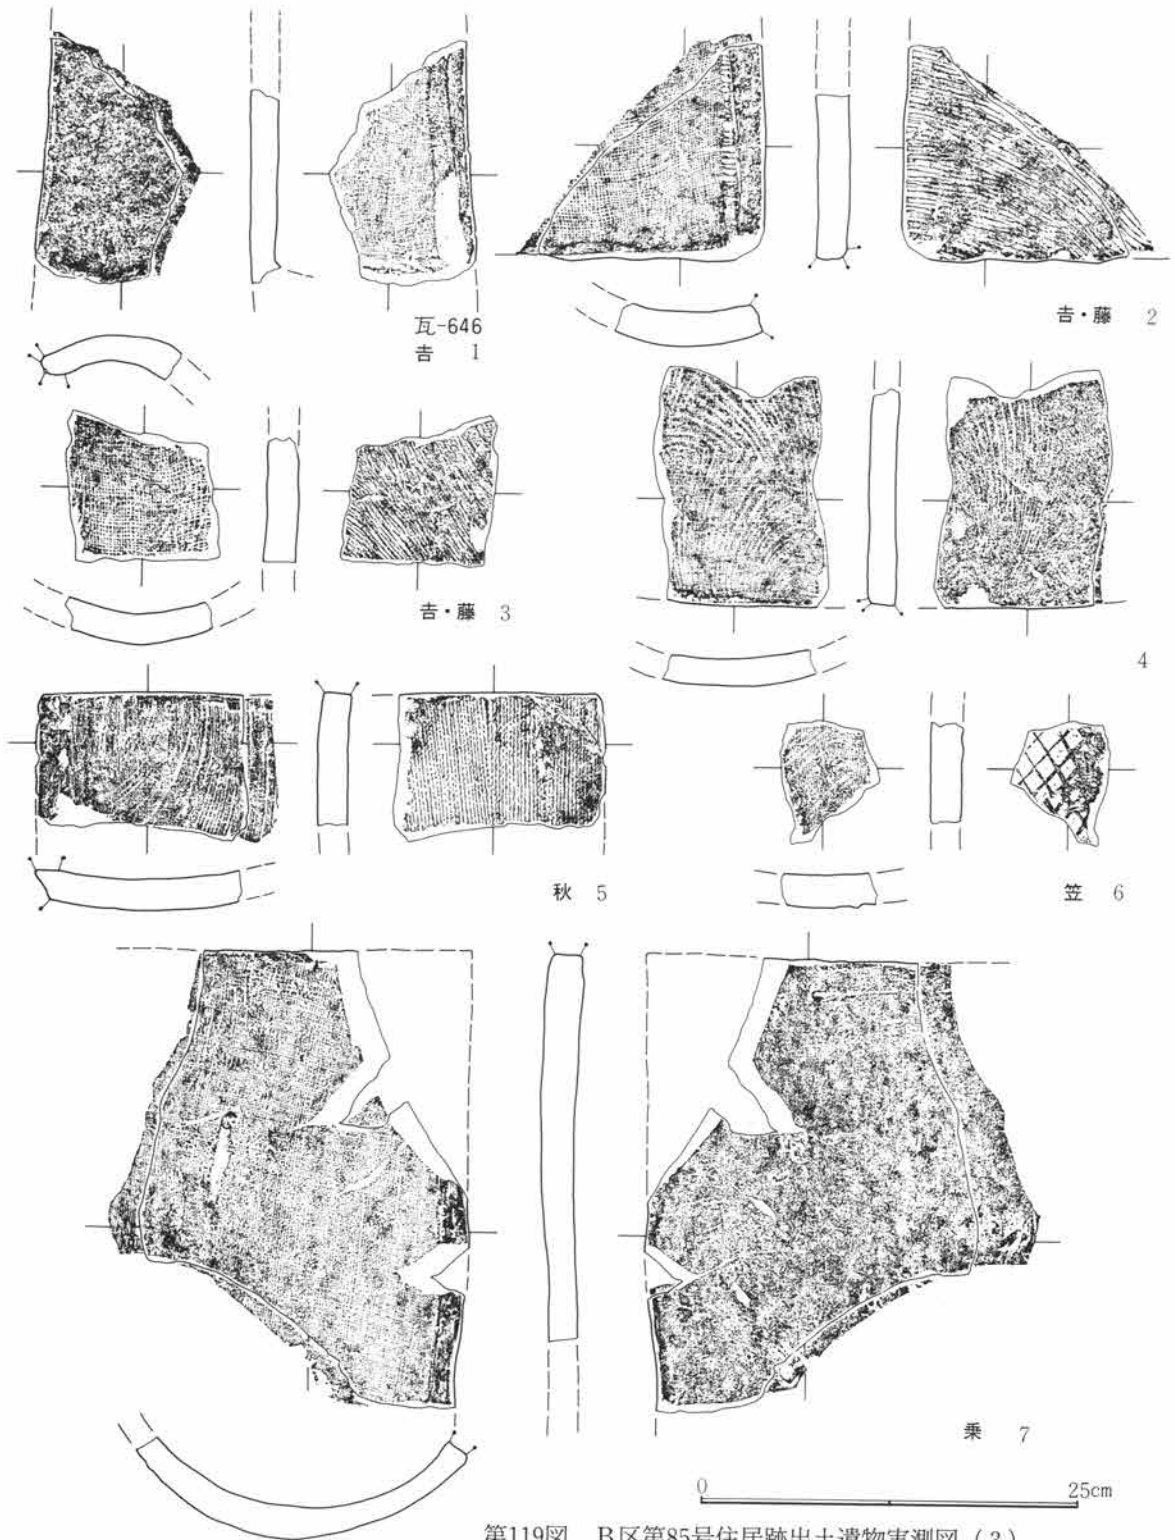 瓦-646
吉 1
吉・藤 2
吉・藤 3
4
秋 5
笠 6
乗 7
0 25cm
第119図 B区第85号住居跡出土遺物実測図(3)